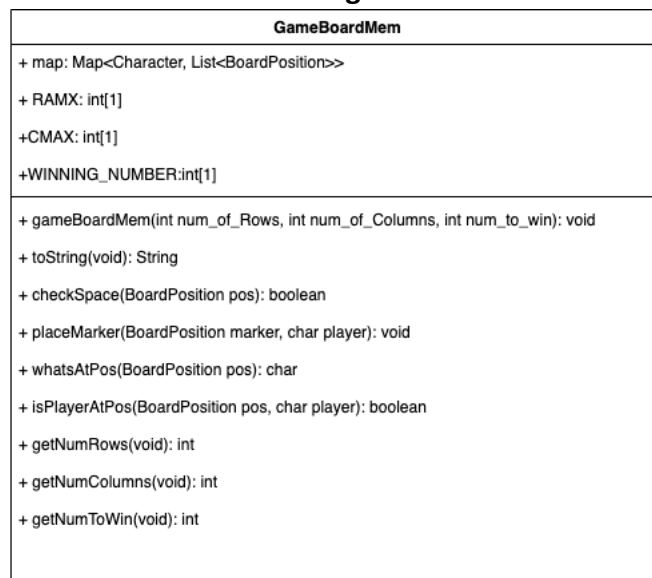 GameBoardMem
+ map: Map<Character, List<BoardPosition>>
+ RAMX: int[1]
+CMAX: int[1]
+WINNING_NUMBER:int[1]
+ gameBoardMem(int num_of_Rows, int num_of_Columns, int num_to_win): void
+ toString(void): String
+ checkSpace(BoardPosition pos): boolean
+ placeMarker(BoardPosition marker, char player): void
+ whatsAtPos(BoardPosition pos): char
+ isPlayerAtPos(BoardPosition pos, char player): boolean
+ getNumRows(void): int
+ getNumColumns(void): int
+ getNumToWin(void): int